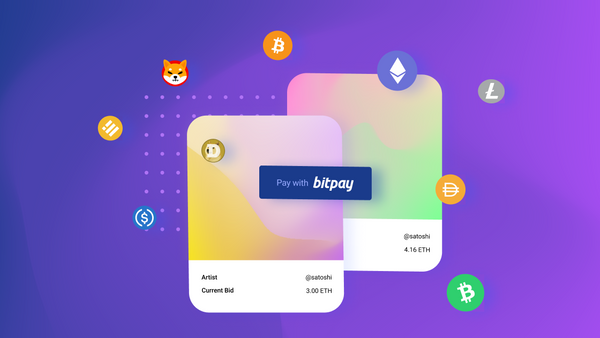 Pay with bitpay
@satoshi
4.16 ETH
Artist @satoshi
Current Bid 3.00 ETH